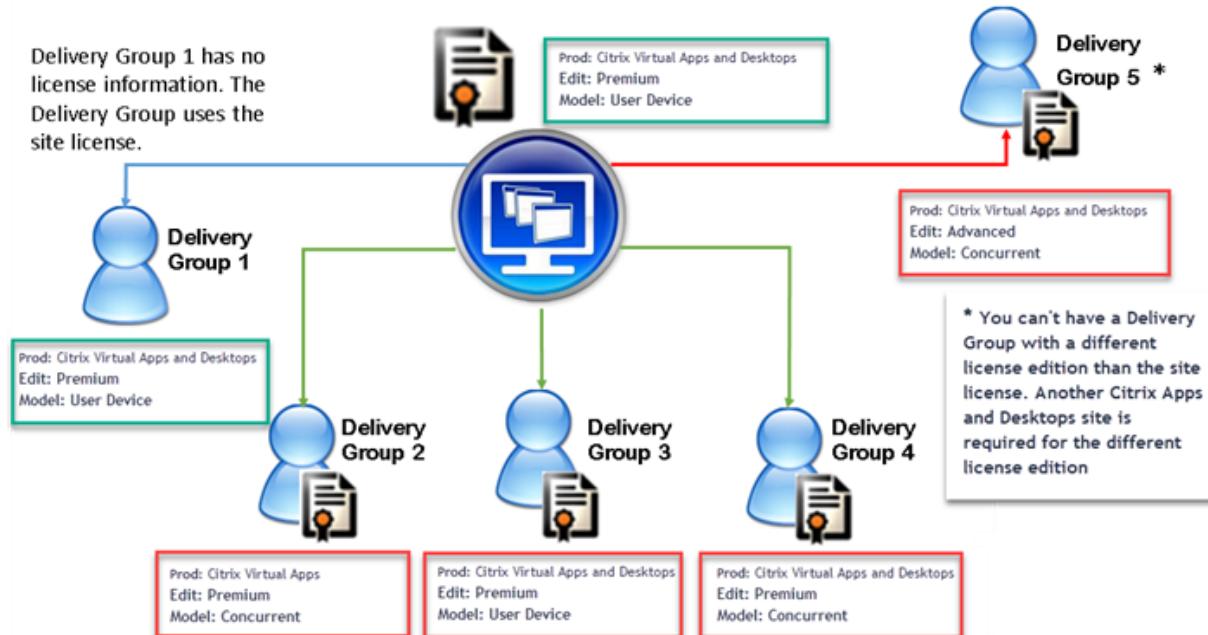 Delivery Group 1 has no
license information. The
Delivery Group uses the
site license.
Prod: Citrix Virtual Apps and Desktops
Edit: Premium
Model: User Device
Delivery
Group 5 *
Prod: Citrix Virtual Apps and Desktops
Edit: Advanced
Model: Concurrent
* You can't have a Delivery
Group with a different
license edition than the site
license. Another Citrix Apps
and Desktops site is
required for the different
license edition
Delivery
Group 1
Prod: Citrix Virtual Apps and Desktops
Edit: Premium
Model: User Device
Delivery
Group 2
Prod: Citrix Virtual Apps
Edit: Premium
Model: Concurrent
Delivery
Group 3
Prod: Citrix Virtual Apps and Desktops
Edit: Premium
Model: User Device
Delivery
Group 4
Prod: Citrix Virtual Apps and Desktops
Edit: Premium
Model: Concurrent